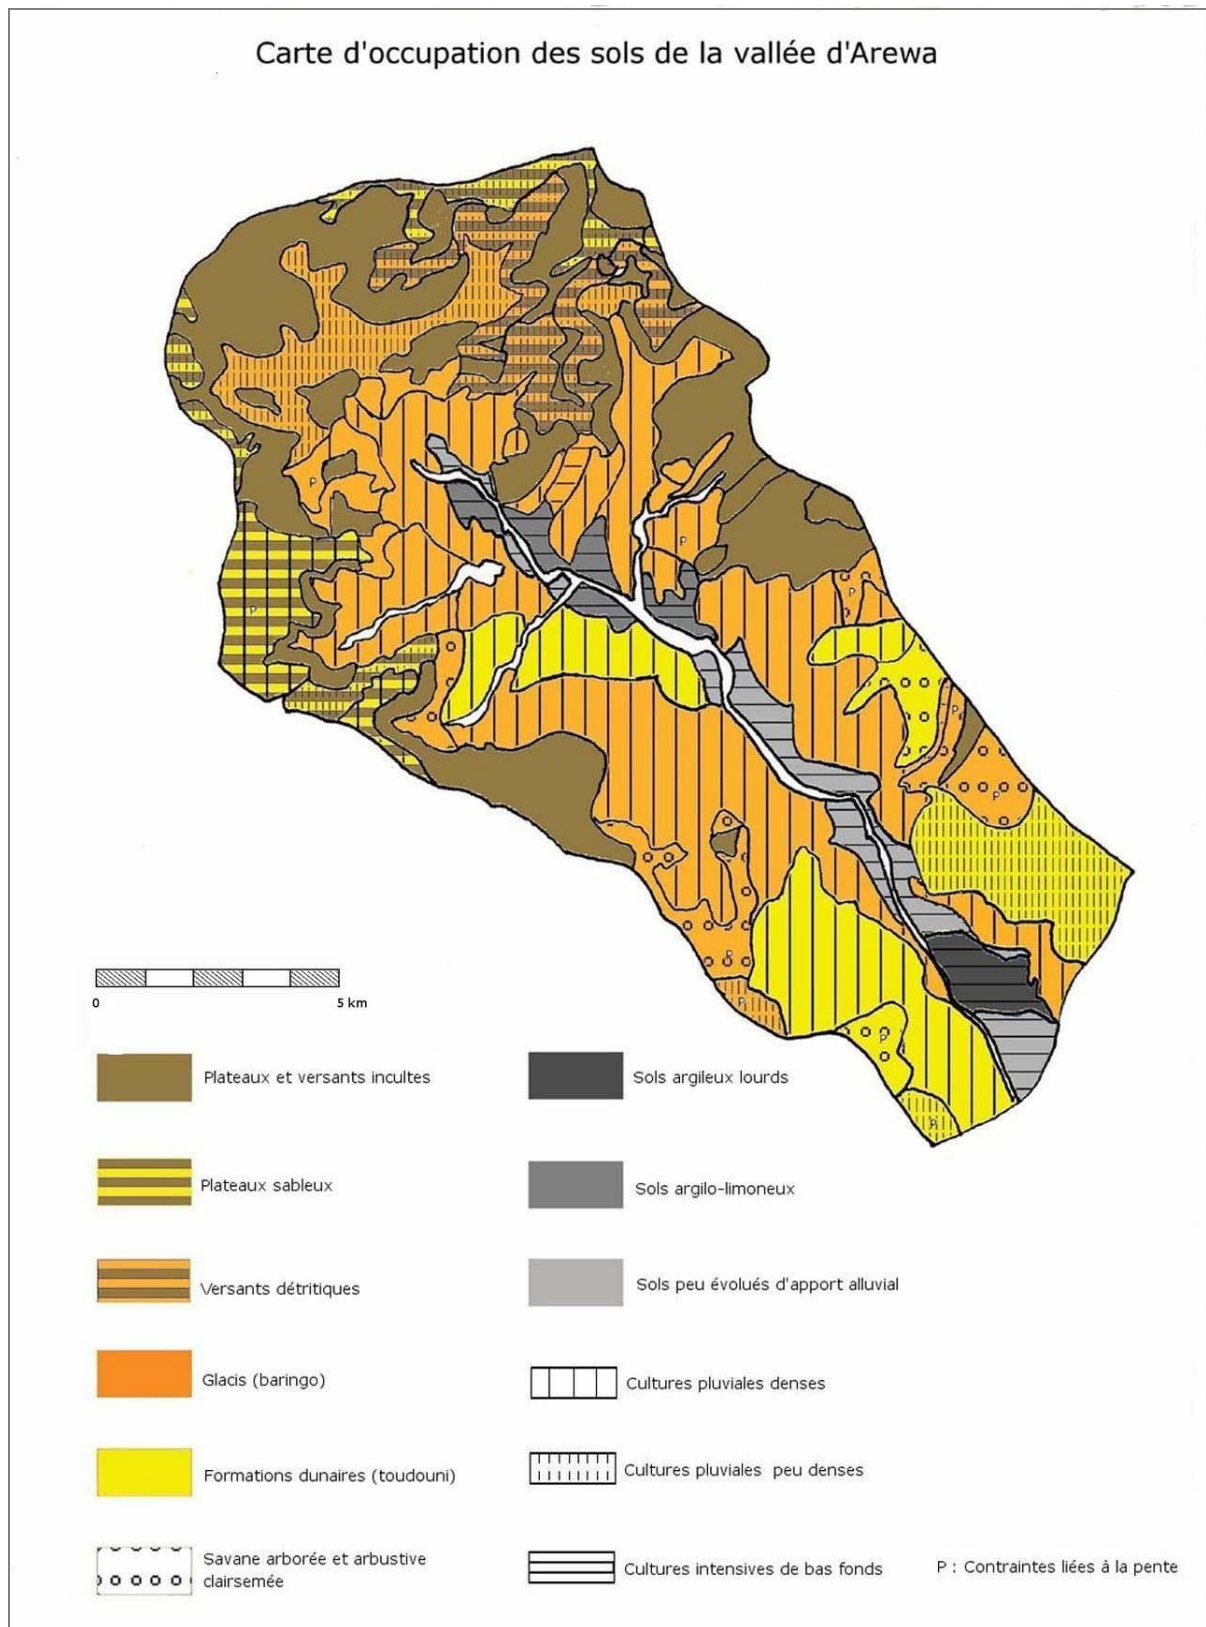 Carte d'occupation des sols de la vallée d'Arewa
P
P
P
P
P
P
P
P
P
P
0
5 km
Plateaux et versants incultes
Sols argileux lourds
Plateaux sableux
Sols argilo-limoneux
Versants détritiques
Sols peu évolués d'apport alluvial
Glacis (baringo)
Cultures pluviales denses
Formations dunaires (toudouni)
Cultures pluviales peu denses
Savane arborée et arbustive
clairsemée
Cultures intensives de bas fonds
P : Contraintes liées à la pente